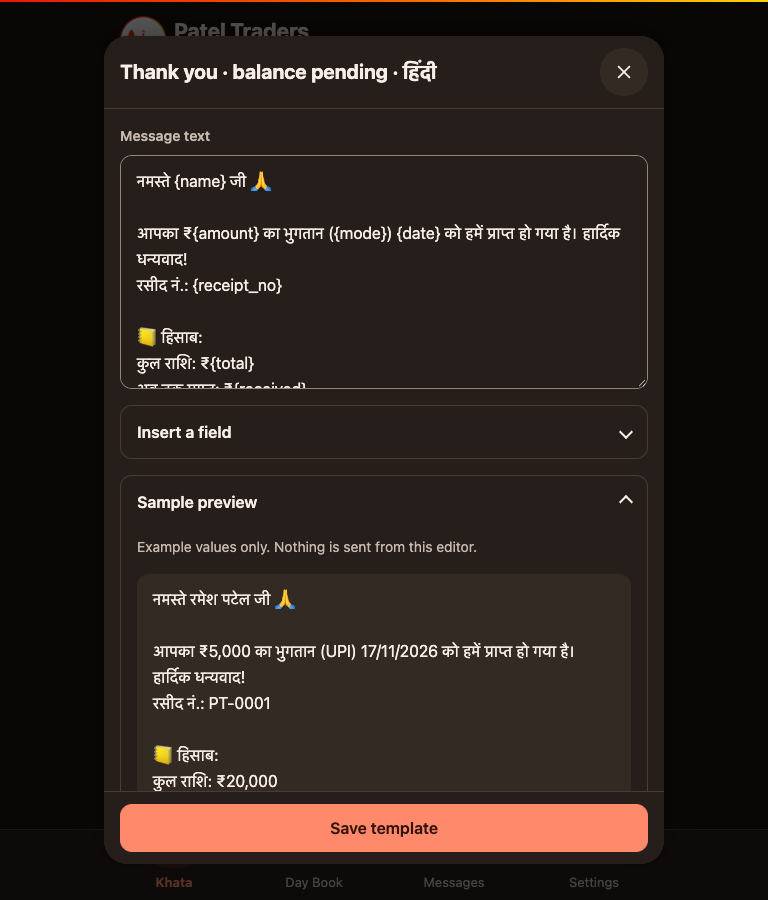 Patel Traders
Thank you · balance pending · हिंदी
Message text
नमस्ते {name} जी 🙏
आपका ₹{amount} का भुगतान ({mode}) {date} को हमें प्राप्त हो गया है। हार्दिक
धन्यवाद!
रसीद नं.: {receipt_no}
📒 हिसाब:
कुल राशि: ₹{total}
Insert a field
Sample preview
Example values only. Nothing is sent from this editor.
नमस्ते रमेश पटेल जी 🙏
आपका ₹5,000 का भुगतान (UPI) 17/11/2026 को हमें प्राप्त हो गया है।
हार्दिक धन्यवाद!
रसीद नं.: PT-0001
📒 हिसाब:
कुल राशि: ₹20,000
Save template
Khata Day Book Messages Settings